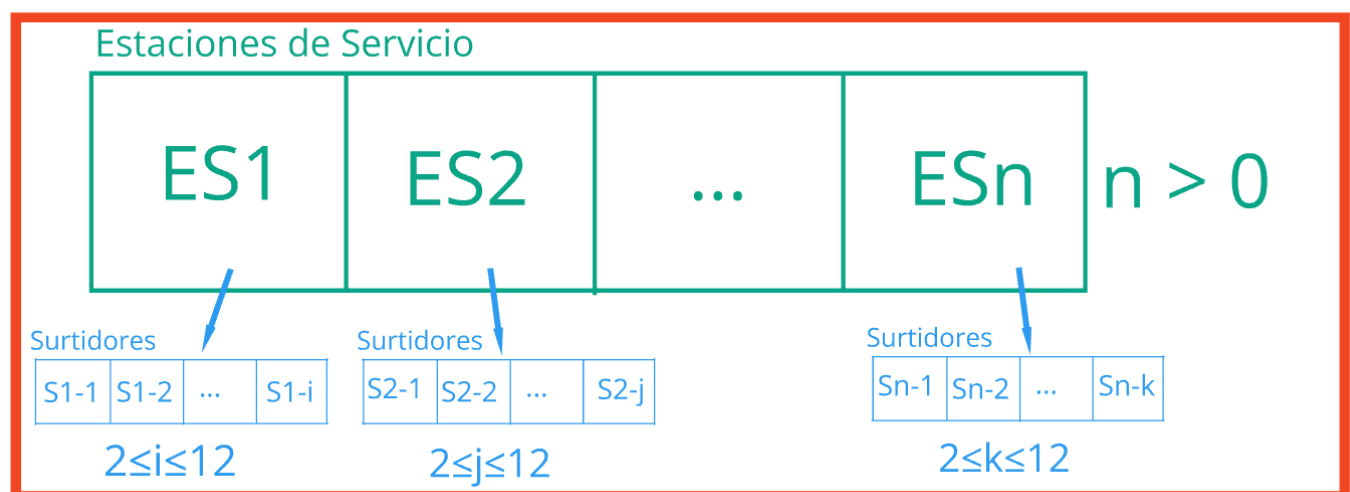 Estaciones de Servicio
ES1 ES2 ... ESn n > 0
Surtidores Surtidores Surtidores
S1-1 S1-2 ... S1-i S2-1 S2-2 ... S2-j Sn-1 Sn-2 ... Sn-k
2≤i≤12 2≤j≤12 2≤k≤12